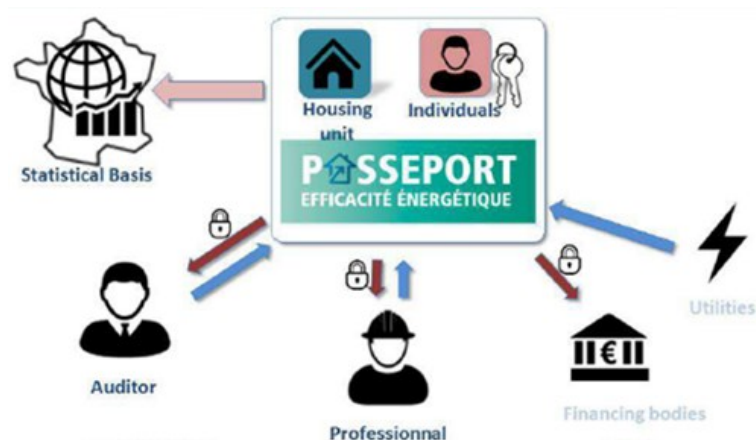 Housing
unit
Individuals
PASSEPORT
EFFICACITÉ ÉNERGÉTIQUE
Statistical Basis
Utilities
Auditor
Financing bodies
Professionnal